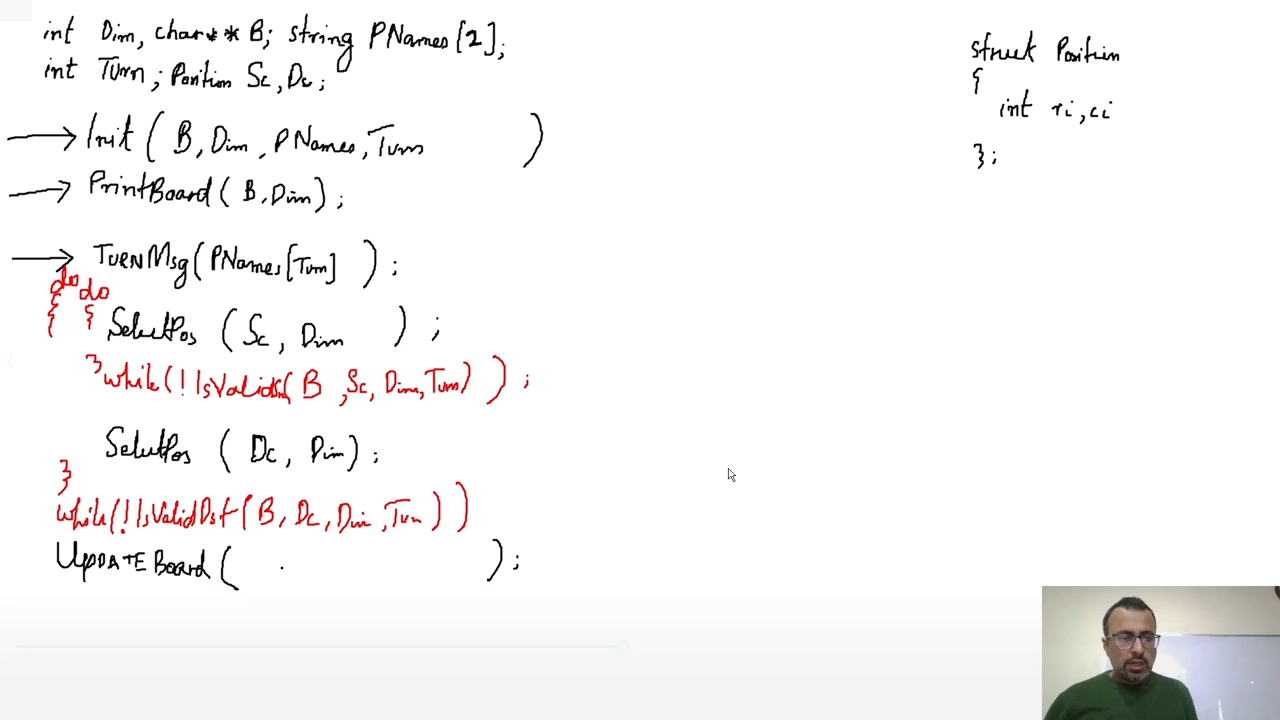 int Dim, char** B; string PNames[2];
int Turn; Position Sc, Dc;
Init( B, Dim, PNames, Turn )
PrintBoard( B, Dim);
TURNMsg( PNames[Turn] );
do do
{ { SelectPos ( Sc, Dim );
}while( ! IsValidSrc( B, Sc, Dim, Turn) );
SelectPos ( Dc, Dim);
}
while( ! IsValidDst( B, Dc, Dim, Turn) )
UPDATEBoard( );
struct Position
{
int ri, ci
};